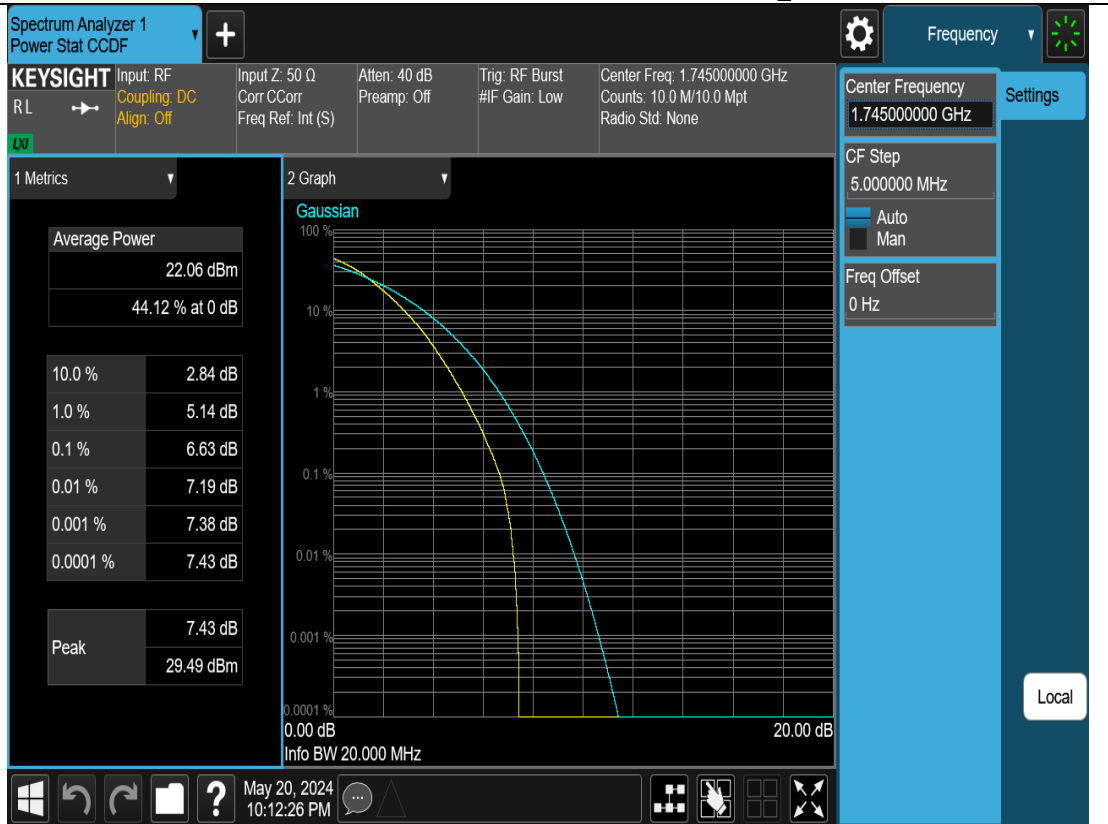 Spectrum Analyzer 1
Power Stat CCDF
+
Frequency
KEYSIGHT
RL
LXI
Input: RF
Coupling: DC
Align: Off
Input Z: 50 Ω
Corr CCorr
Freq Ref: Int (S)
Atten: 40 dB
Preamp: Off
Trig: RF Burst
#IF Gain: Low
Center Freq: 1.745000000 GHz
Counts: 10.0 M/10.0 Mpt
Radio Std: None
Center Frequency
1.745000000 GHz
Settings
CF Step
5.000000 MHz
Auto
Man
Freq Offset
0 Hz
1 Metrics
Average Power
22.06 dBm
44.12 % at 0 dB
10.0 % 2.84 dB
1.0 % 5.14 dB
0.1 % 6.63 dB
0.01 % 7.19 dB
0.001 % 7.38 dB
0.0001 % 7.43 dB
Peak
7.43 dB
29.49 dBm
2 Graph
Gaussian
100 %
10 %
1 %
0.1 %
0.01 %
0.001 %
0.0001 %
0.00 dB 20.00 dB
Info BW 20.000 MHz
Local
?
May 20, 2024
10:12:26 PM